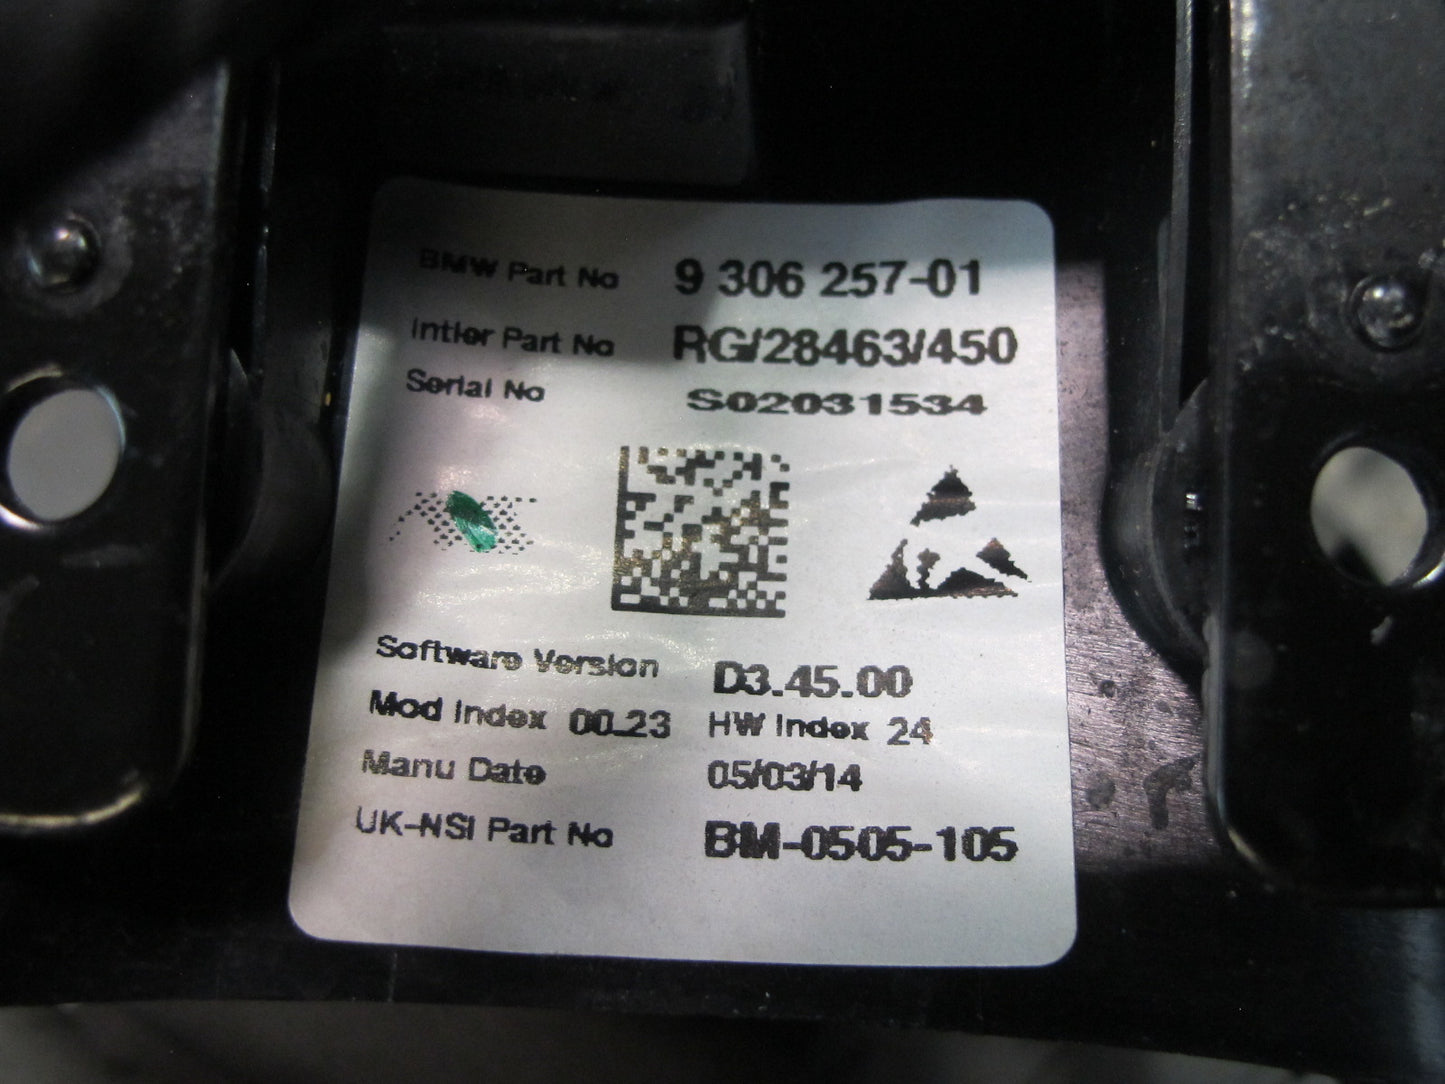 BMW Part No 9 306 257-01
Intier Part No RG/28463/450
Serial No S02031534
Software Version D3.45.00
Mod Index 00.23 HW Index 24
Manu Date 05/03/14
UK-NSI Part No BM-0505-105